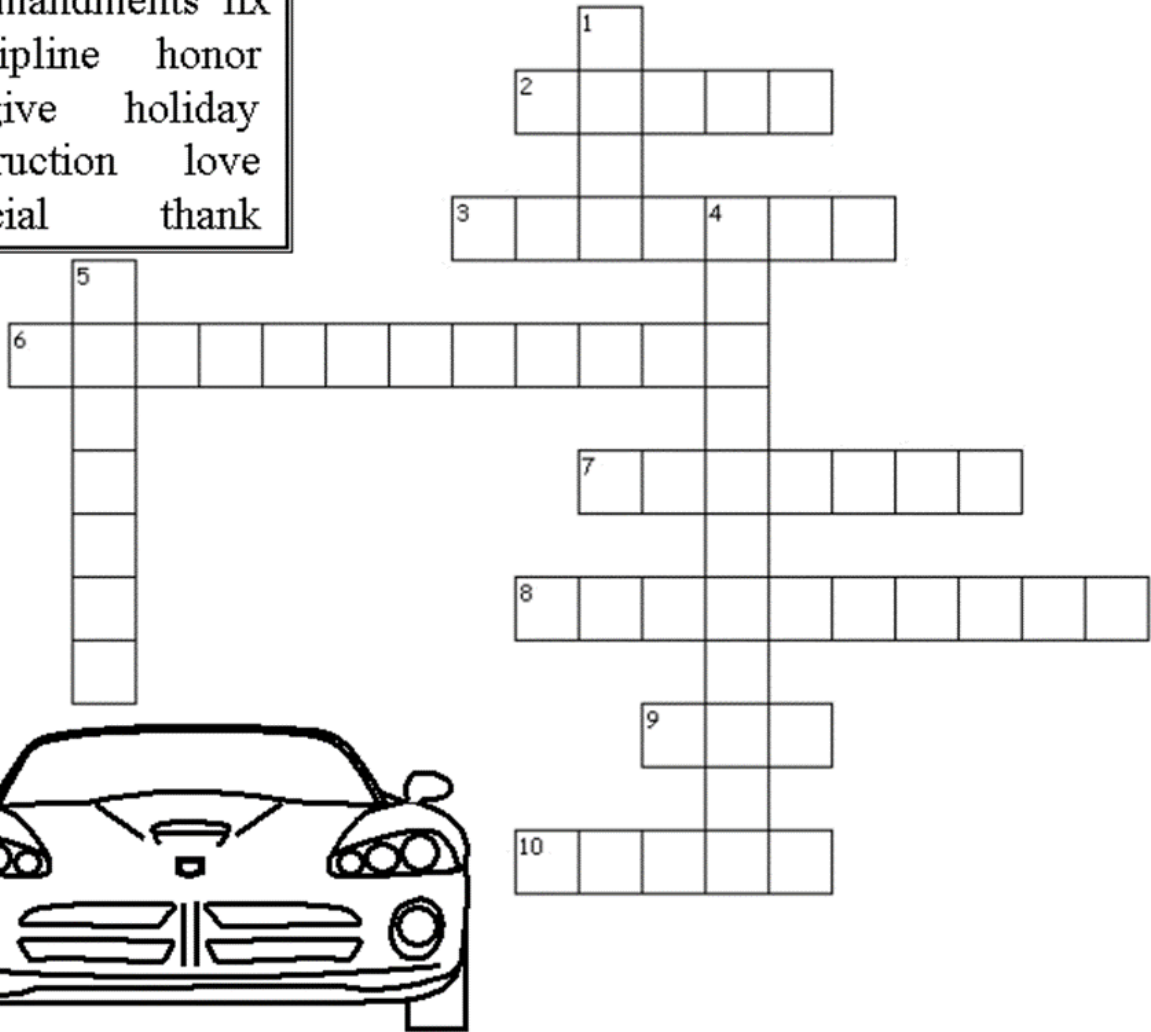 mandments fix
ipline honor
give holiday
ruction love
cial thank
1
2
3 4
5
6
7
8
9
10